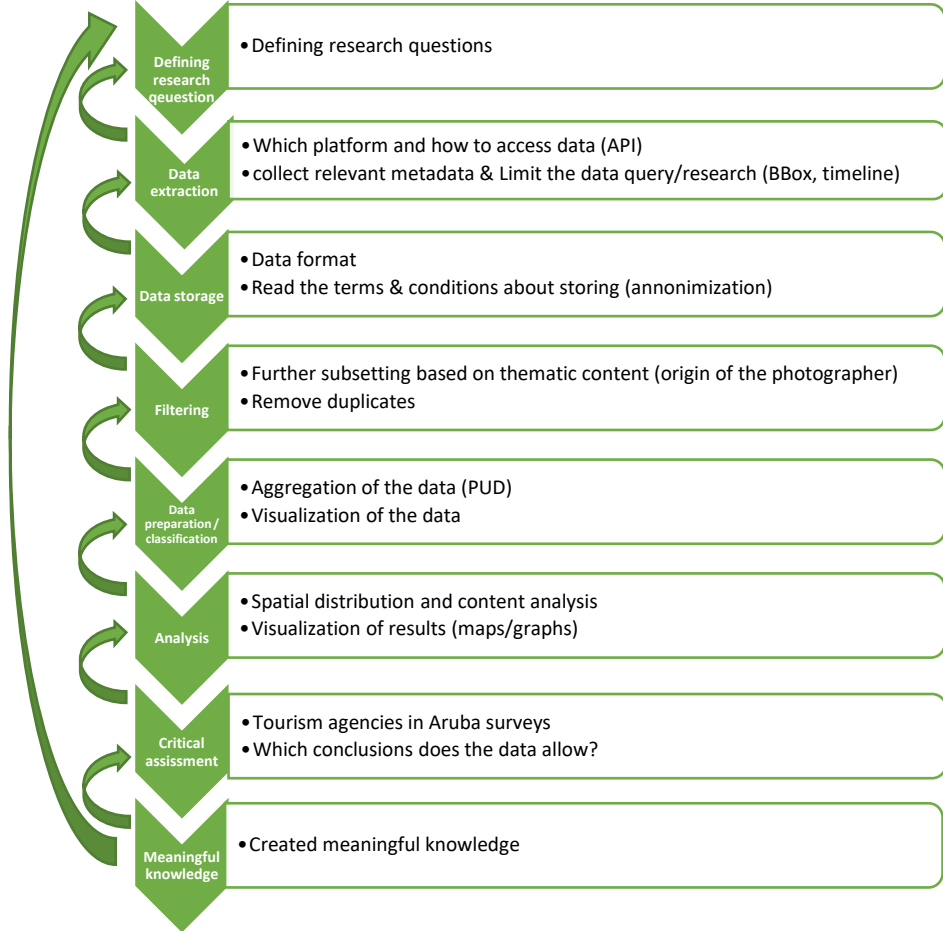 Defining
research
qeuestion
•Defining research questions
Data
extraction
•Which platform and how to access data (API)
•collect relevant metadata & Limit the data query/research (BBox, timeline)
Data storage
•Data format
•Read the terms & conditions about storing (annonimization)
Filtering
•Further subsetting based on thematic content (origin of the photographer)
•Remove duplicates
Data
preparation /
classification
•Aggregation of the data (PUD)
•Visualization of the data
Analysis
•Spatial distribution and content analysis
•Visualization of results (maps/graphs)
Critical
assissment
•Tourism agencies in Aruba surveys
•Which conclusions does the data allow?
Meaningful
knowledge
•Created meaningful knowledge